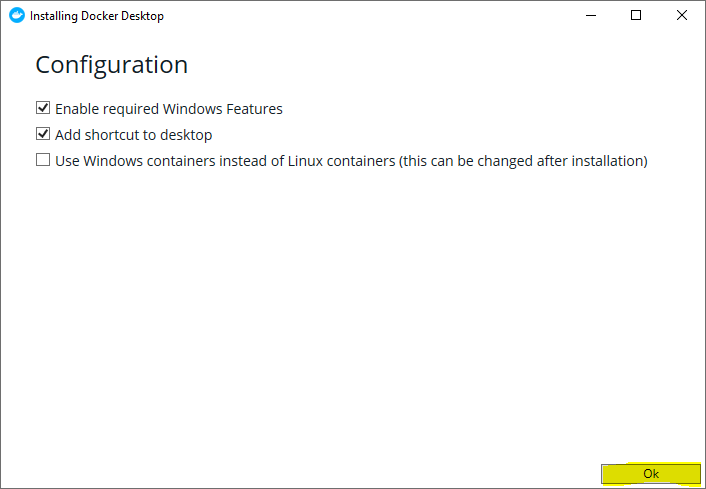 Installing Docker Desktop
Configuration
Enable required Windows Features
Add shortcut to desktop
Use Windows containers instead of Linux containers (this can be changed after installation)
Ok